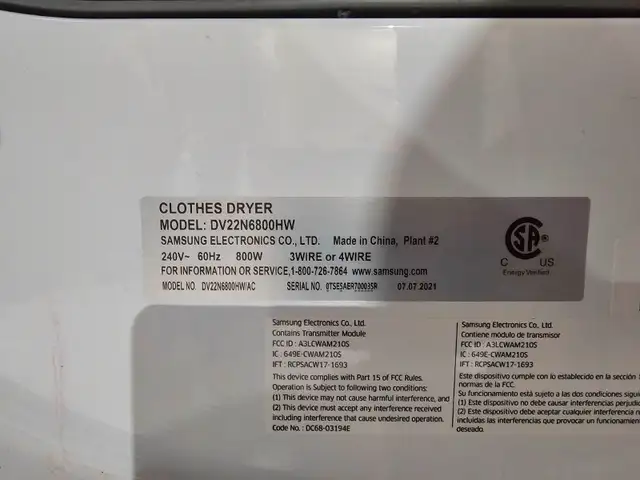 CLOTHES DRYER
MODEL: DV22N6800HW
SAMSUNG ELECTRONICS CO., LTD. Made in China, Plant #2
240V~ 60Hz 800W 3WIRE or 4WIRE
FOR INFORMATION OR SERVICE,1-800-726-7864 www.samsung.com
MODEL NO. DV22N6800HW/AC SERIAL NO. 0TSE5AER700035R 07.07.2021
SA
C US
Energy Verified
Samsung Electronics Co., Ltd.
Contains Transmitter Module
FCC ID : A3LCWAM210S
IC : 649E-CWAM210S
IFT : RCPSACW17-1693
This device complies with Part 15 of FCC Rules.
Operation is Subject to following two conditions:
(1) This device may not cause harmful interference, and
(2) This device must accept any interference received
including interference that cause undesired operation.
Code No. : DC68-03194E
Samsung Electronics Co., Ltd.
Contiene módulo de transmisor
FCC ID : A3LCWAM210S
IC : 649E-CWAM210S
IFT : RCPSACW17-1693
Este dispositivo cumple con lo establecido en la sección
normas de la FCC.
Su funcionamiento está sujeto a las dos condiciones
(1) Este dispositivo no debe causar interferencias
(2) Este dispositivo debe aceptar cualquier interferencia
incluidas las interferencias que provocar un funcionamiento
deseado.